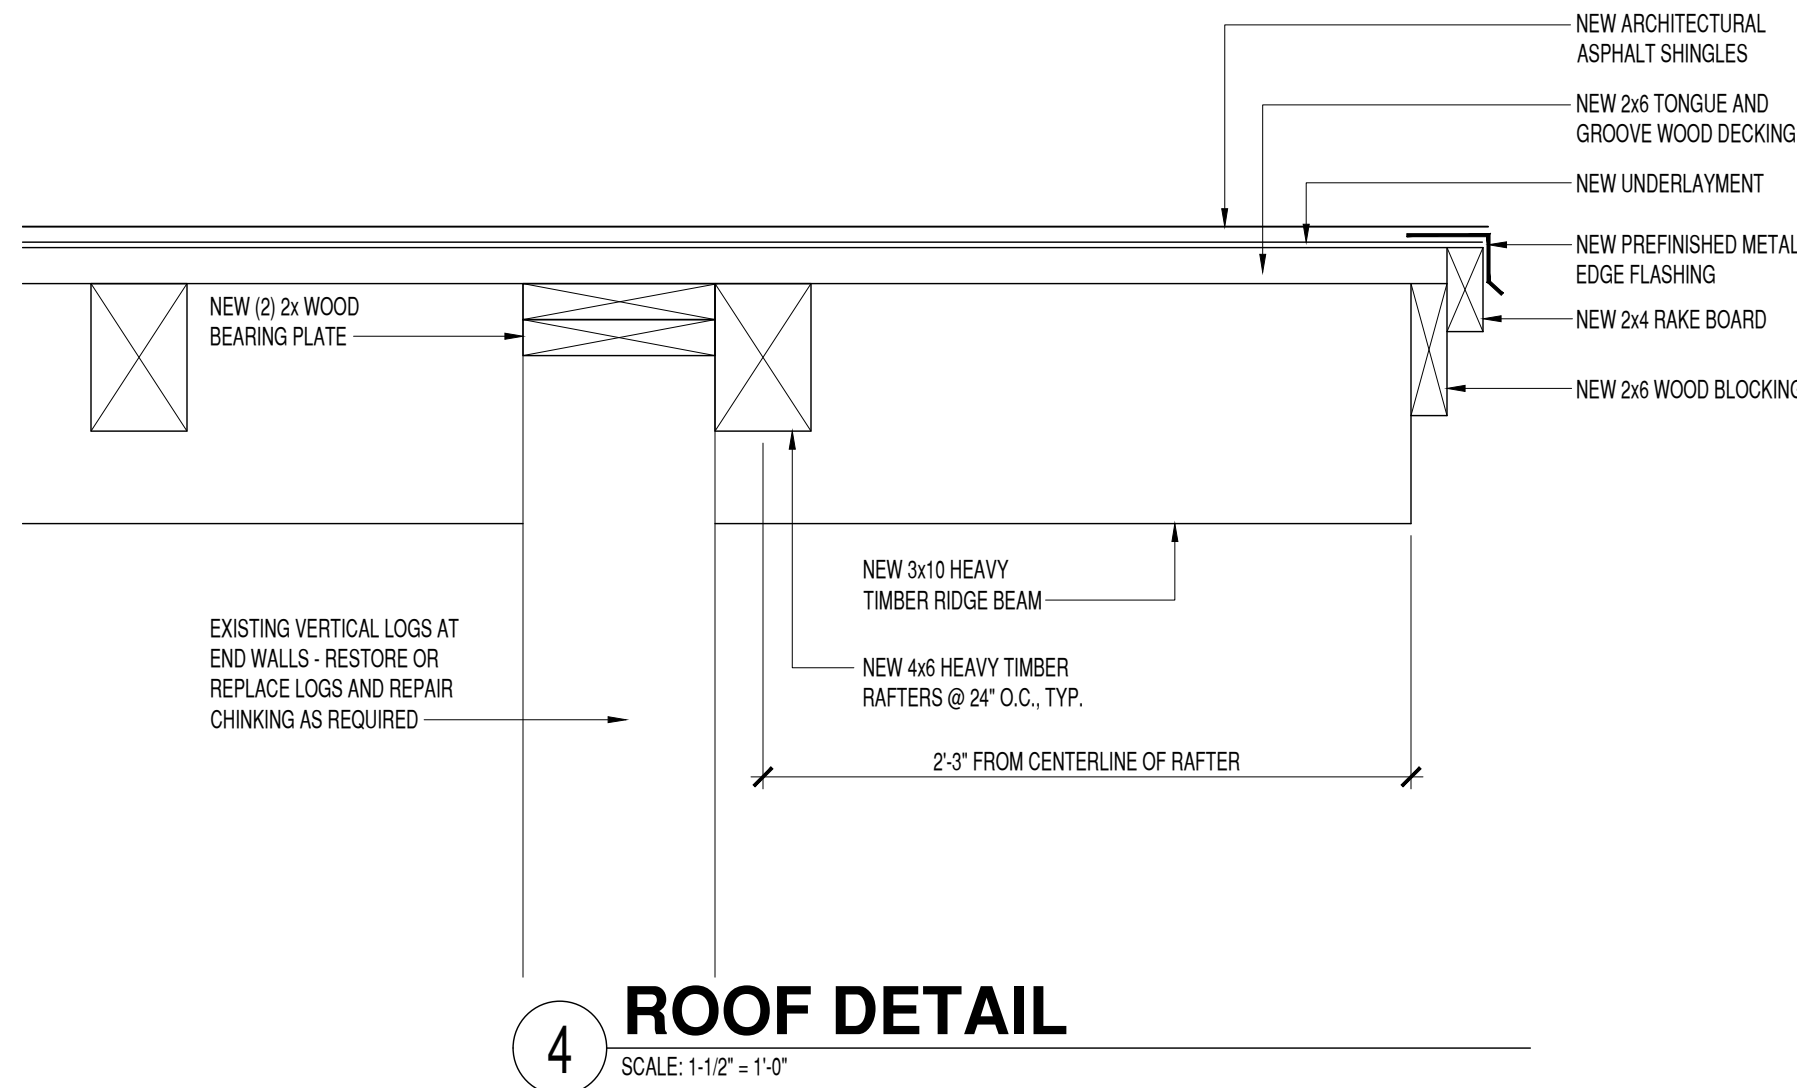 NEW ARCHITECTURAL
ASPHALT SHINGLES
NEW 2x6 TONGUE AND
GROOVE WOOD DECKING
NEW UNDERLAYMENT
NEW PREFINISHED METAL
EDGE FLASHING
NEW 2x4 RAKE BOARD
NEW 2x6 WOOD BLOCKING
NEW (2) 2x WOOD
BEARING PLATE
NEW 3x10 HEAVY
TIMBER RIDGE BEAM
EXISTING VERTICAL LOGS AT
END WALLS - RESTORE OR
REPLACE LOGS AND REPAIR
CHINKING AS REQUIRED
NEW 4x6 HEAVY TIMBER
RAFTERS @ 24" O.C., TYP.
2'-3" FROM CENTERLINE OF RAFTER
4
ROOF DETAIL
SCALE: 1-1/2" = 1'-0"